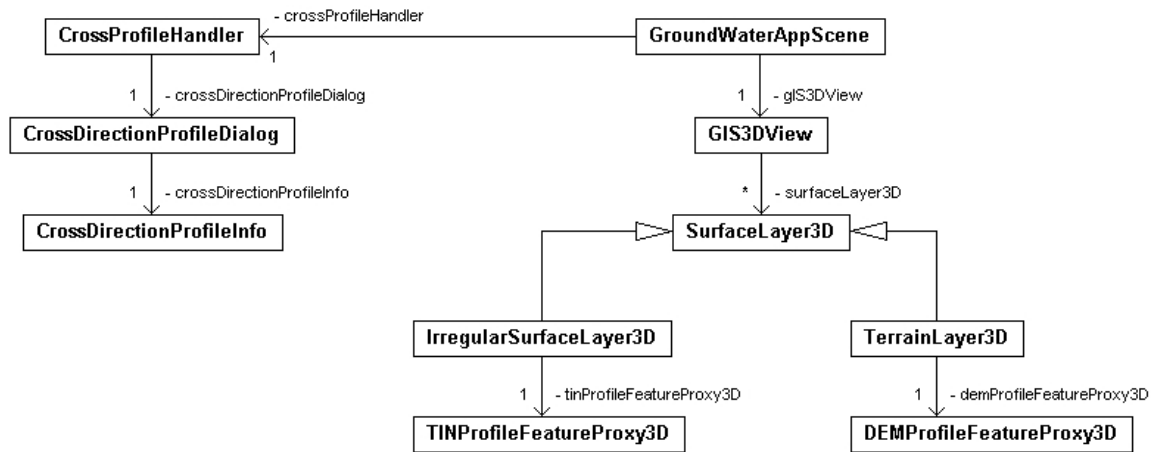 - crossProfileHandler
CrossProfileHandler
GroundWaterAppScene
1
1 - crossDirectionProfileDialog
1 - gIS3DView
CrossDirectionProfileDialog
GIS3DView
1 - crossDirectionProfileInfo
* - surfaceLayer3D
CrossDirectionProfileInfo
SurfaceLayer3D
IrregularSurfaceLayer3D
TerrainLayer3D
1 - tinProfileFeatureProxy3D
1 - demProfileFeatureProxy3D
TINProfileFeatureProxy3D
DEMProfileFeatureProxy3D